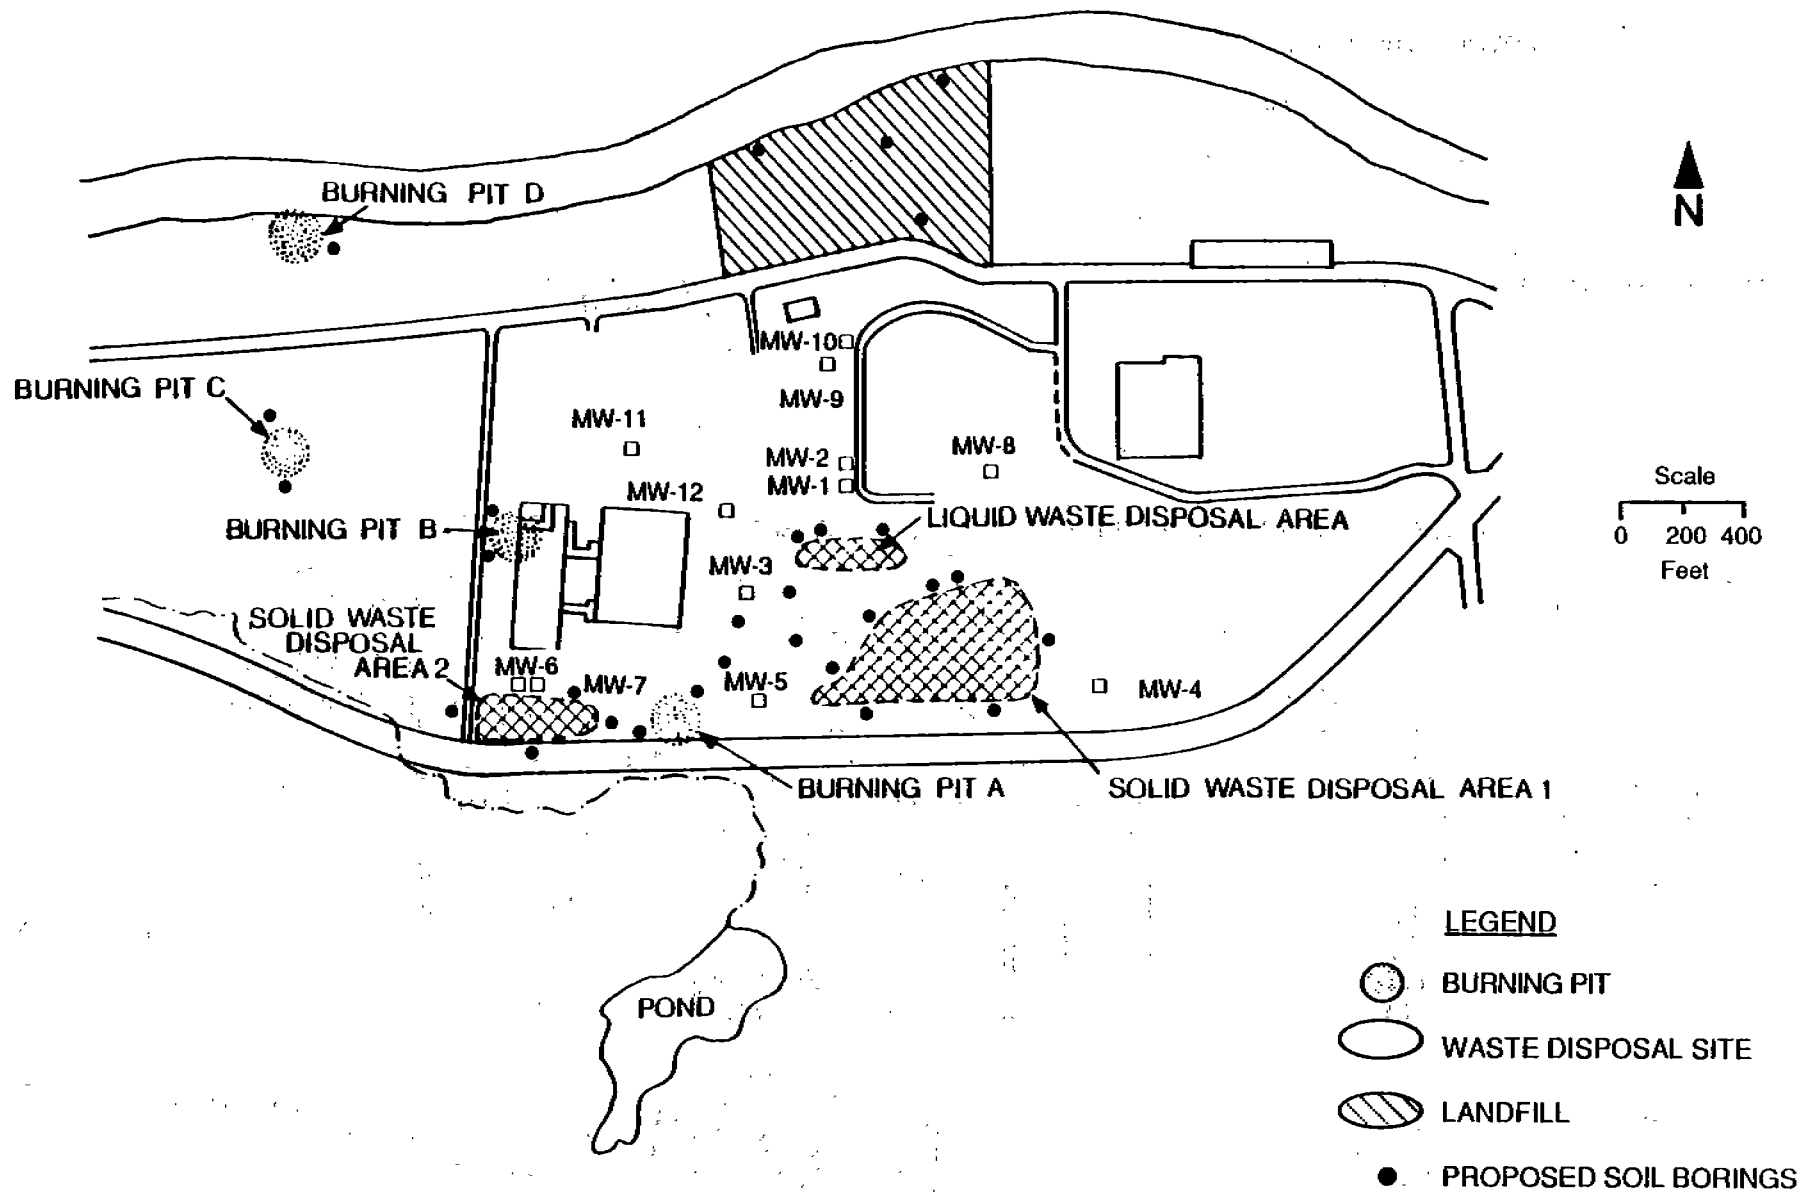 BURNING PIT D
N
MW-10
BURNING PIT C
MW-9
MW-11
MW-2
MW-8
MW-1
MW-12
Scale
0 200 400
Feet
BURNING PIT B
LIQUID WASTE DISPOSAL AREA
MW-3
SOLID WASTE
DISPOSAL
AREA 2
MW-6
MW-7
MW-5
MW-4
BURNING PIT A
SOLID WASTE DISPOSAL AREA 1
POND
LEGEND
BURNING PIT
WASTE DISPOSAL SITE
LANDFILL
PROPOSED SOIL BORINGS